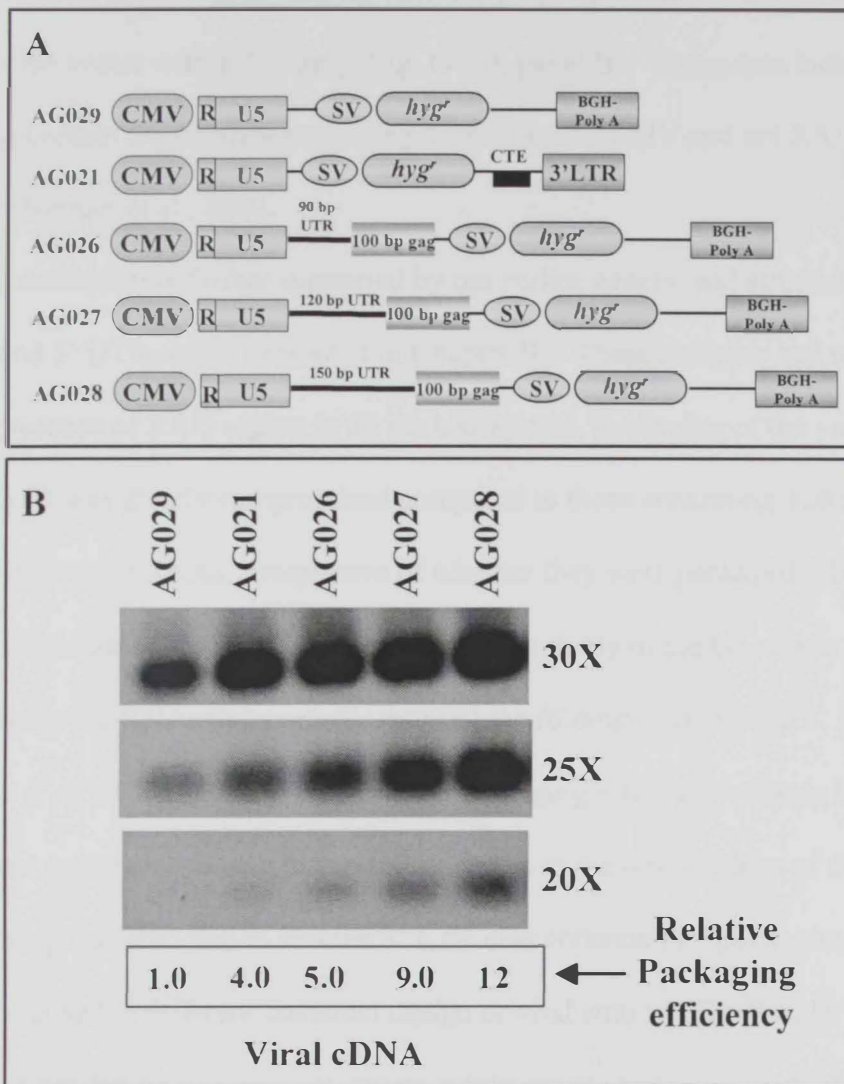 A
AG029 CMV R U5 SV hygr BGH-
Poly A
AG021 CMV R U5 SV hygr CTE 3'LTR
90 bp
UTR
AG026 CMV R U5 100 bp gag SV hygr BGH-
Poly A
AG027 CMV R U5 120 bp UTR 100 bp gag SV hygr BGH-
Poly A
AG028 CMV R U5 150 bp UTR 100 bp gag SV hygr BGH-
Poly A
B
AG029 AG021 AG026 AG027 AG028
30X
25X
20X
1.0 4.0 5.0 9.0 12
Relative
Packaging
efficiency
Viral cDNA